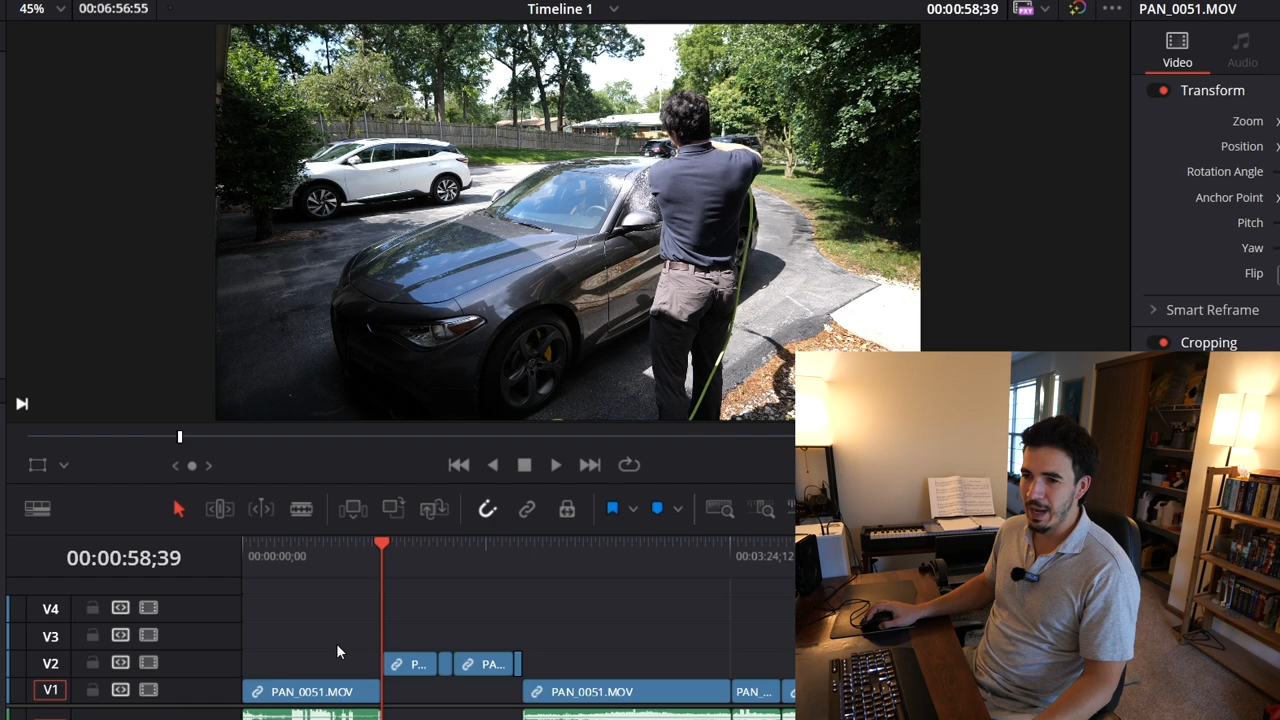 45% 00:06:56:55 Timeline 1 00:00:58;39 PAN_0051.MOV
Video Audio
Transform
Zoom
Position
Rotation Angle
Anchor Point
Pitch
Yaw
Flip
Smart Reframe
Cropping
00:00:58;39 00:00:00;00 00:03:24;12
V4
V3
V2 P... PA...
V1 PAN_0051.MOV PAN_0051.MOV PAN_...